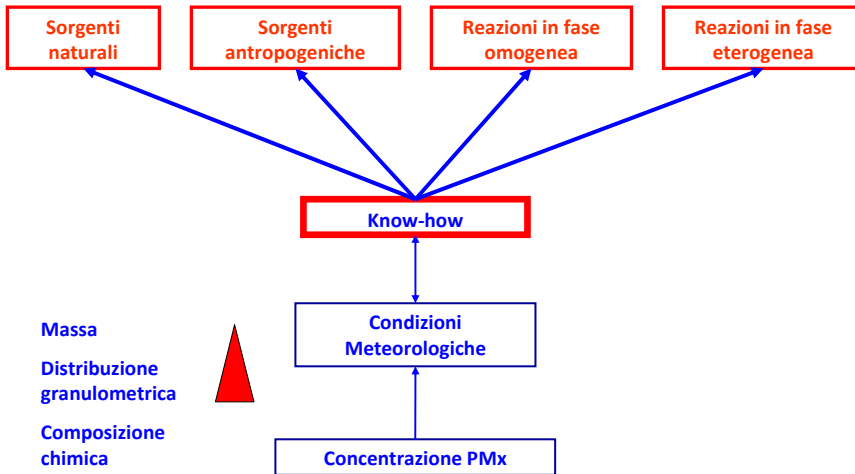 Sorgenti
naturali
Sorgenti
antropogeniche
Reazioni in fase
omogenea
Reazioni in fase
eterogenea
Know-how
Condizioni
Meteorologiche
Massa
Distribuzione
granulometrica
Composizione
chimica
Concentrazione PMx